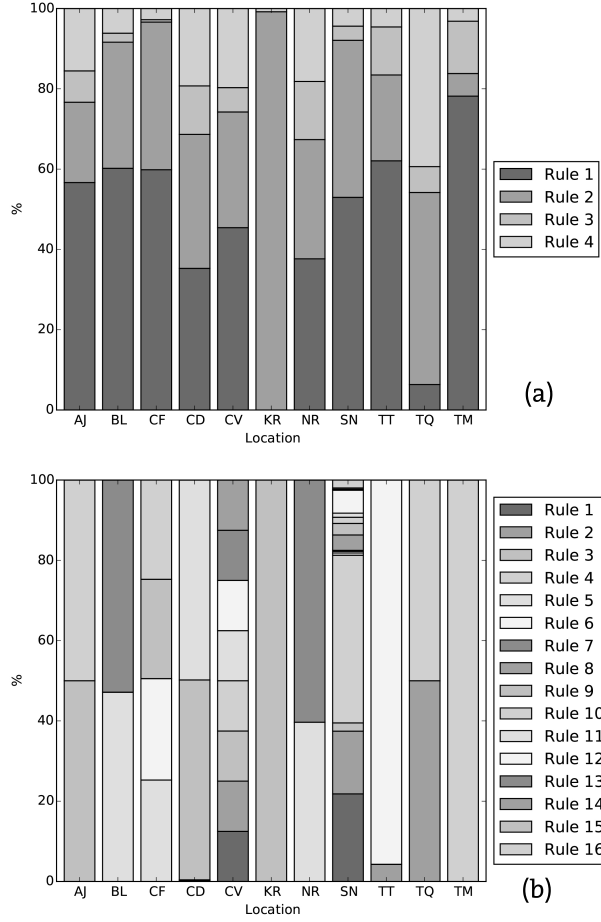 100
80
60
40
20
0
%
AJ BL CF CD CV KR NR SN TT TQ TM
Location
Rule 1
Rule 2
Rule 3
Rule 4
(a)
100
80
60
40
20
0
%
AJ BL CF CD CV KR NR SN TT TQ TM
Location
Rule 1
Rule 2
Rule 3
Rule 4
Rule 5
Rule 6
Rule 7
Rule 8
Rule 9
Rule 10
Rule 11
Rule 12
Rule 13
Rule 14
Rule 15
Rule 16
(b)